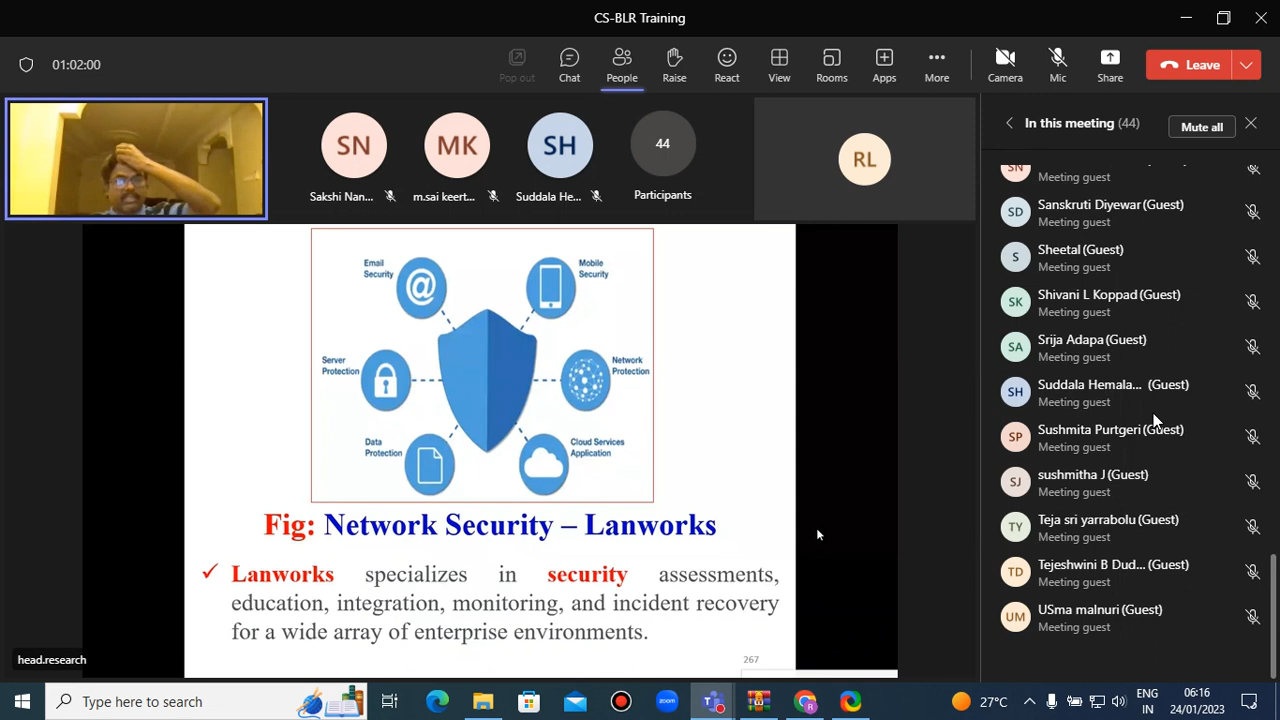 CS-BLR Training
01:02:00
Pop out
Chat
People
Raise
React
View
Rooms
Apps
More
Camera
Mic
Share
Leave
SN
MK
SH
44
Sakshi Nan...
m.sai keert...
Suddala He...
Participants
RL
In this meeting (44)
Mute all
SN
Meeting guest
SD
Sanskruti Diyewar (Guest)
Meeting guest
S
Sheetal (Guest)
Meeting guest
SK
Shivani L Koppad (Guest)
Meeting guest
SA
Srija Adapa (Guest)
Meeting guest
SH
Suddala Hemala... (Guest)
Meeting guest
SP
Sushmita Purtgeri (Guest)
Meeting guest
SJ
sushmitha J (Guest)
Meeting guest
TY
Teja sri yarrabo (Guest)
Meeting guest
TD
Tejshwini B Dud... (Guest)
Meeting guest
UM
USma malnuri (Guest)
Meeting guest
Email
Security
Mobile
Security
Server
Protection
Network
Protection
Data
Protection
Cloud Services
Application
Fig: Network Security – Lanworks
✓ Lanworks specializes in security assessments,
education, integration, monitoring, and incident recovery
for a wide array of enterprise environments.
267
head.research
Type here to search
zoom
R
27°C
ENG
IN
06:16
24/01/2023